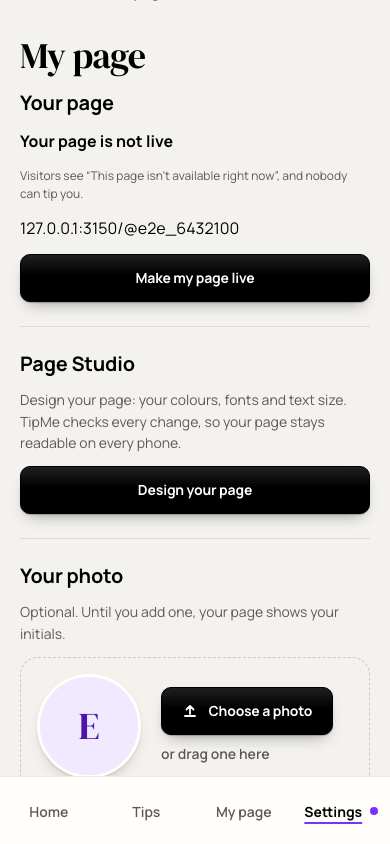 My page
Your page
Your page is not live
Visitors see “This page isn't available right now”, and nobody
can tip you.
127.0.0.1:3150/@e2e_6432100
Make my page live
Page Studio
Design your page: your colours, fonts and text size.
TipMe checks every change, so your page stays
readable on every phone.
Design your page
Your photo
Optional. Until you add one, your page shows your
initials.
E
Choose a photo
or drag one here
Home
Tips
My page
Settings